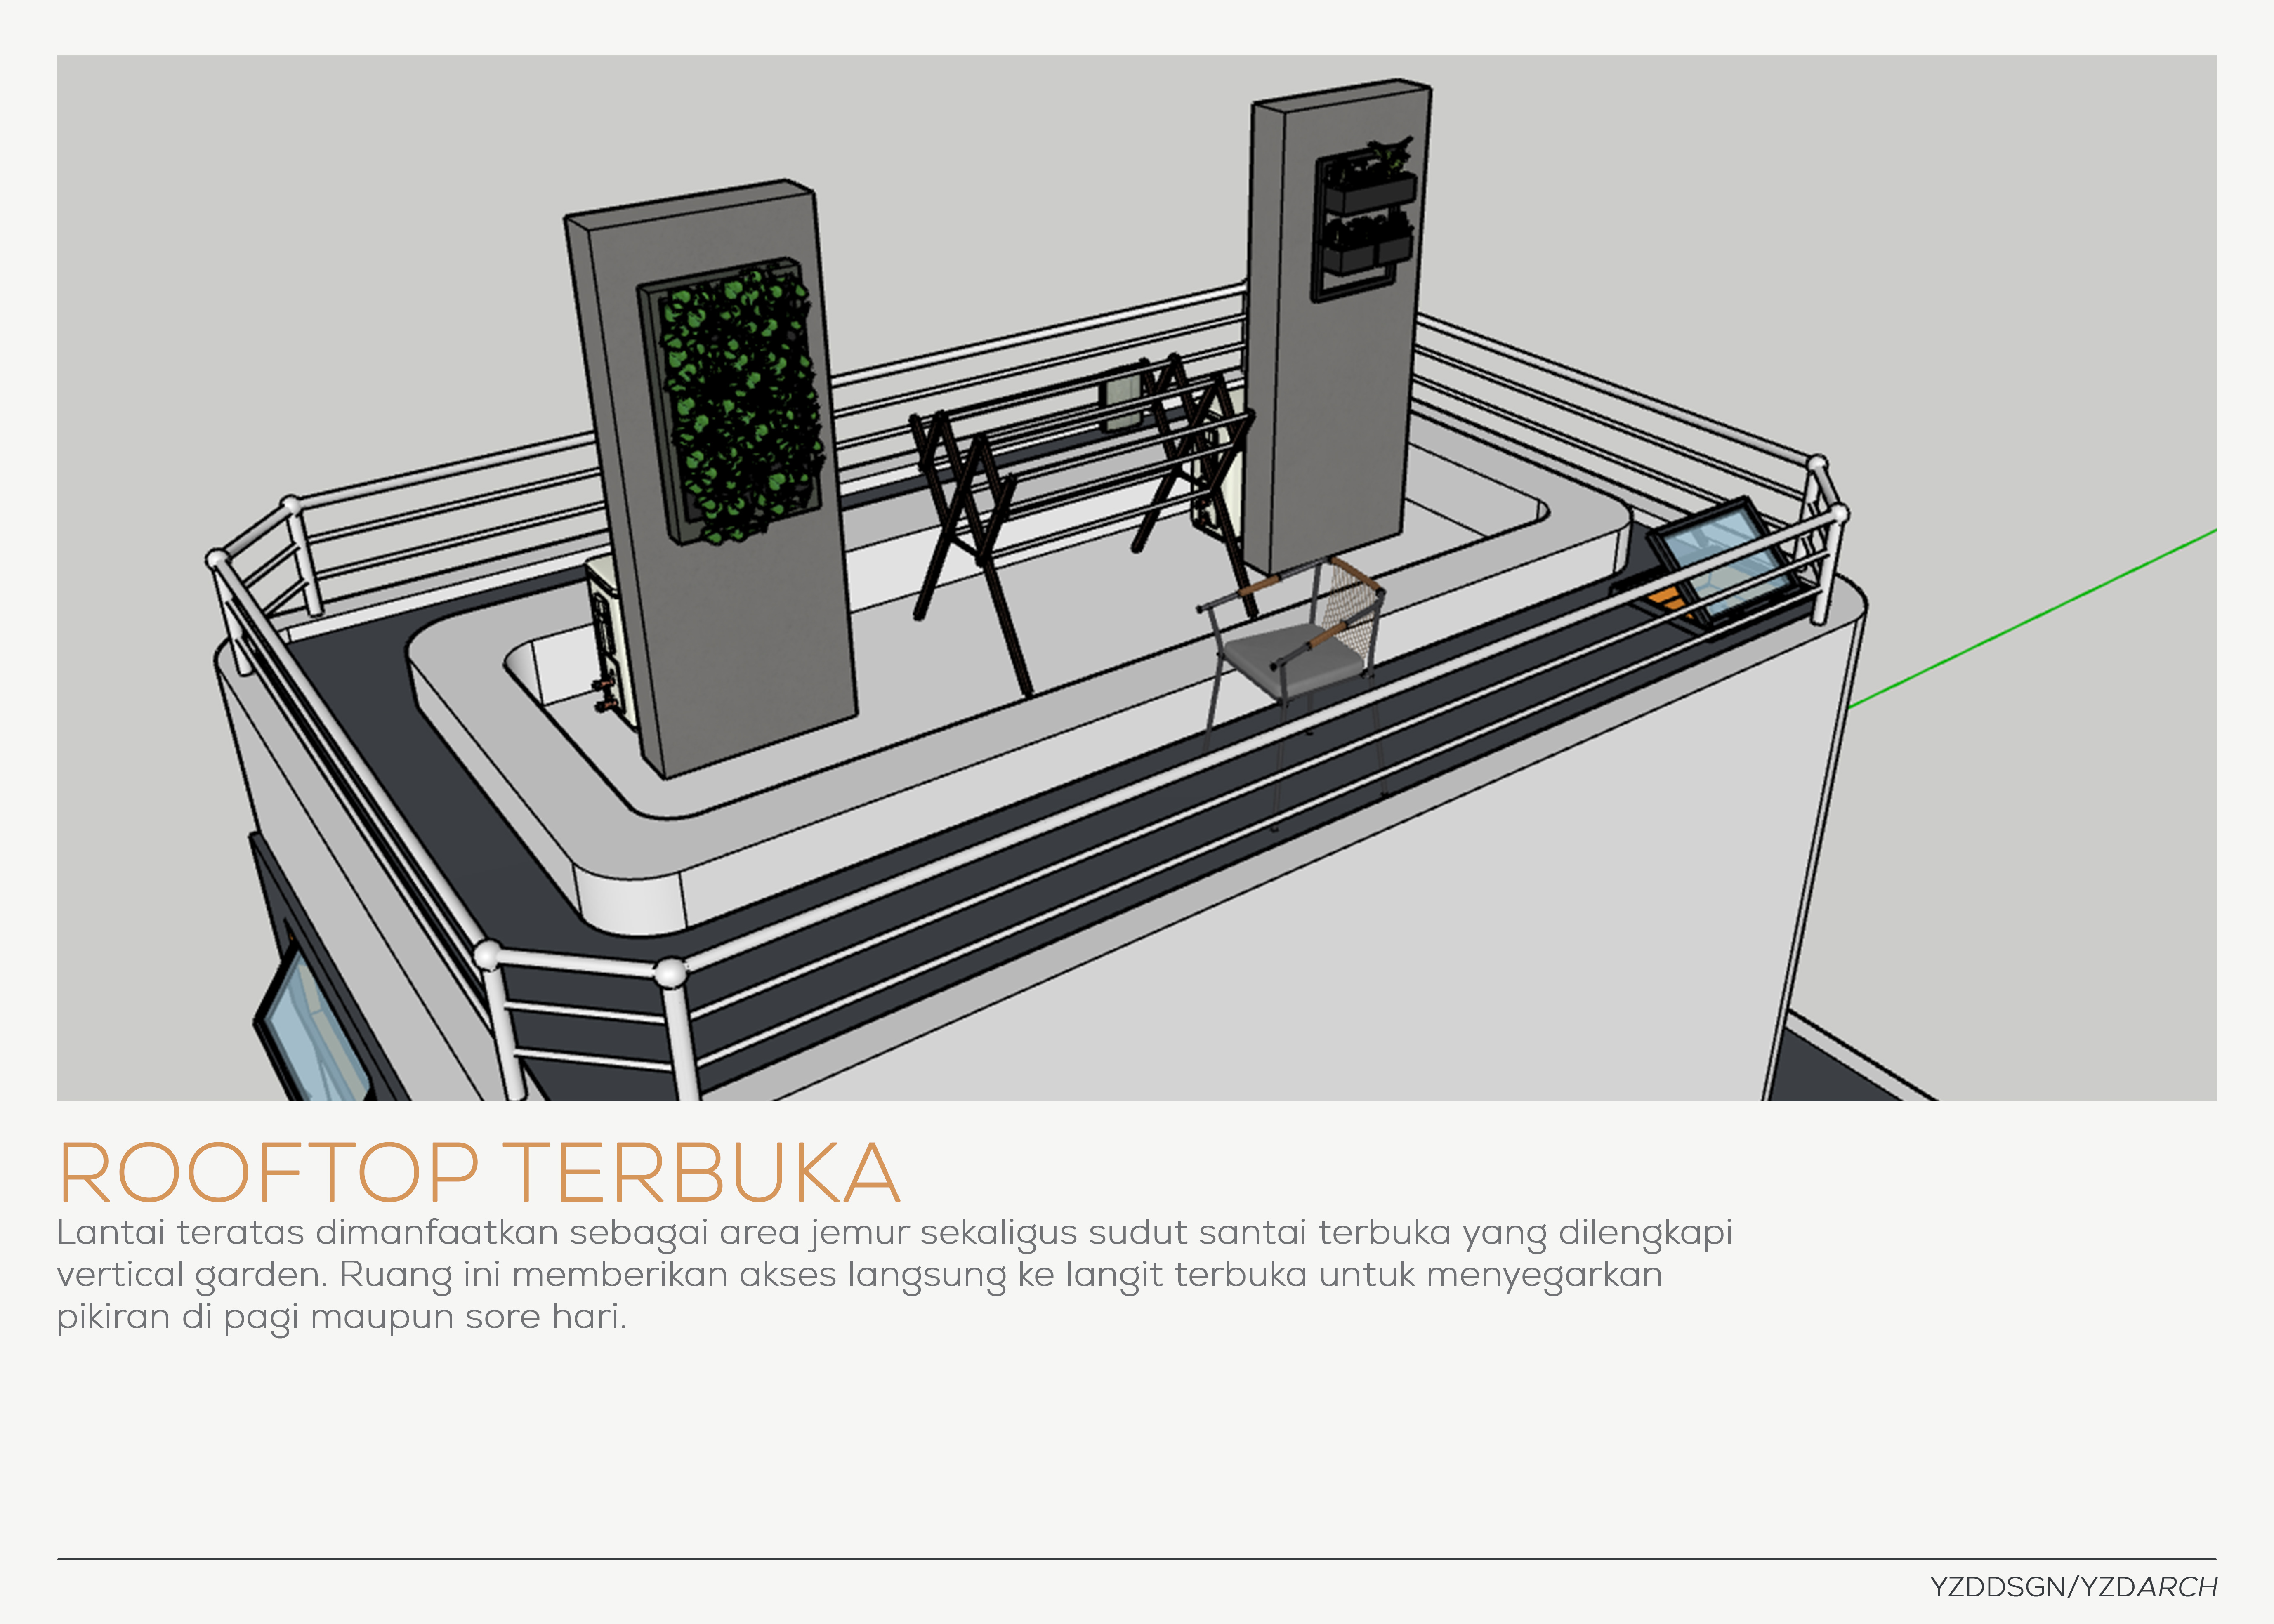 ROOFTOP TERBUKA
Lantai teratas dimanfaatkan sebagai area jemur sekaligus sudut santai terbuka yang dilengkapi
vertical garden. Ruang ini memberikan akses langsung ke langit terbuka untuk menyegarkan
pikiran di pagi maupun sore hari.
YZDDSGN/YZDARCH